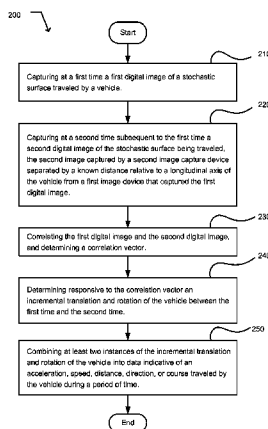 200
Start
210
Capturing at a first time a first digital image of a stochastic
surface traveled by a vehicle.
220
Capturing at a second time subsequent to the first time a
second digital image of the stochastic surface being traveled,
the second image captured by a second image capture device
separated by a known distance relative to a longitudinal axis of
the vehicle from a first image device that captured the first
digital image.
230
Correlating the first digital image and the second digital image,
and determining a correlation vector.
240
Determining responsive to the correlation vector an
incremental translation and rotation of the vehicle between the
first time and the second time.
250
Combining at least two instances of the incremental translation
and rotation of the vehicle into data indicative of an
acceleration, speed, distance, direction, or course traveled by
the vehicle during a period of time.
End